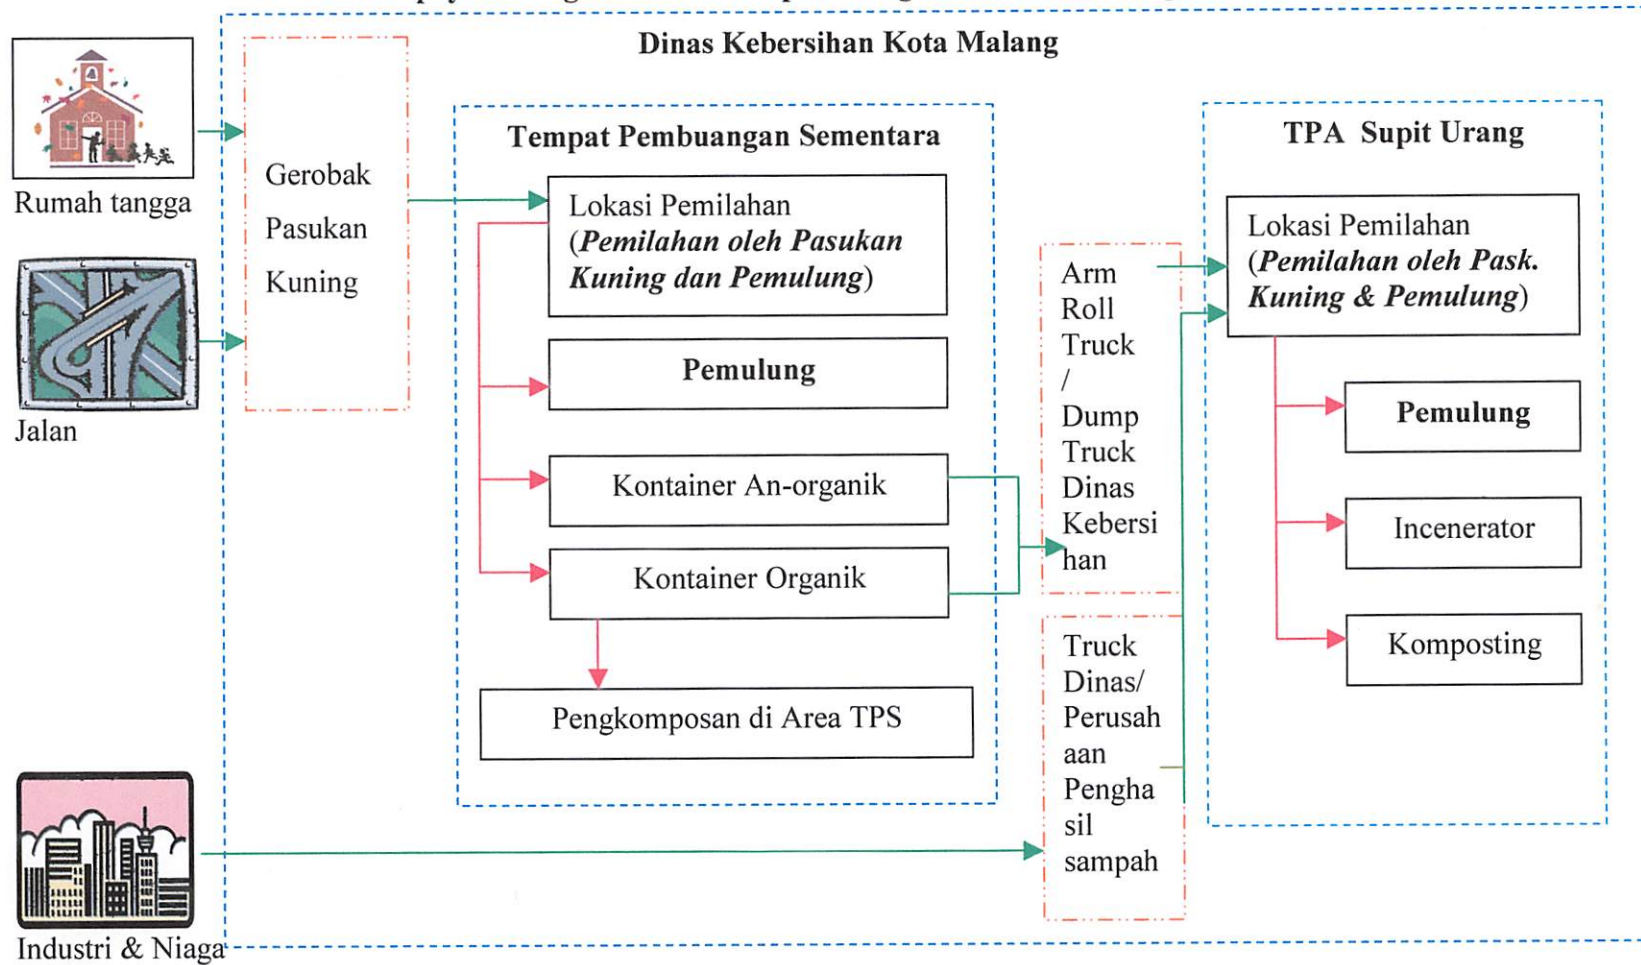 Dinas Kebersihan Kota Malang
Rumah tangga
Jalan
Industri & Niaga
Gerobak
Pasukan
Kuning
Tempat Pembuangan Sementara
Lokasi Pemilahan
(Pemilahan oleh Pasukan
Kuning dan Pemulung)
Pemulung
Kontainer An-organik
Kontainer Organik
Pengkomposan di Area TPS
Arm
Roll
Truck
/
Dump
Truck
Dinas
Kebersi
han
Truck
Dinas/
Perusah
aan
Pengha
sil
sampah
TPA Supit Urang
Lokasi Pemilahan
(Pemilahan oleh Pask.
Kuning & Pemulung)
Pemulung
Incenerator
Komposting